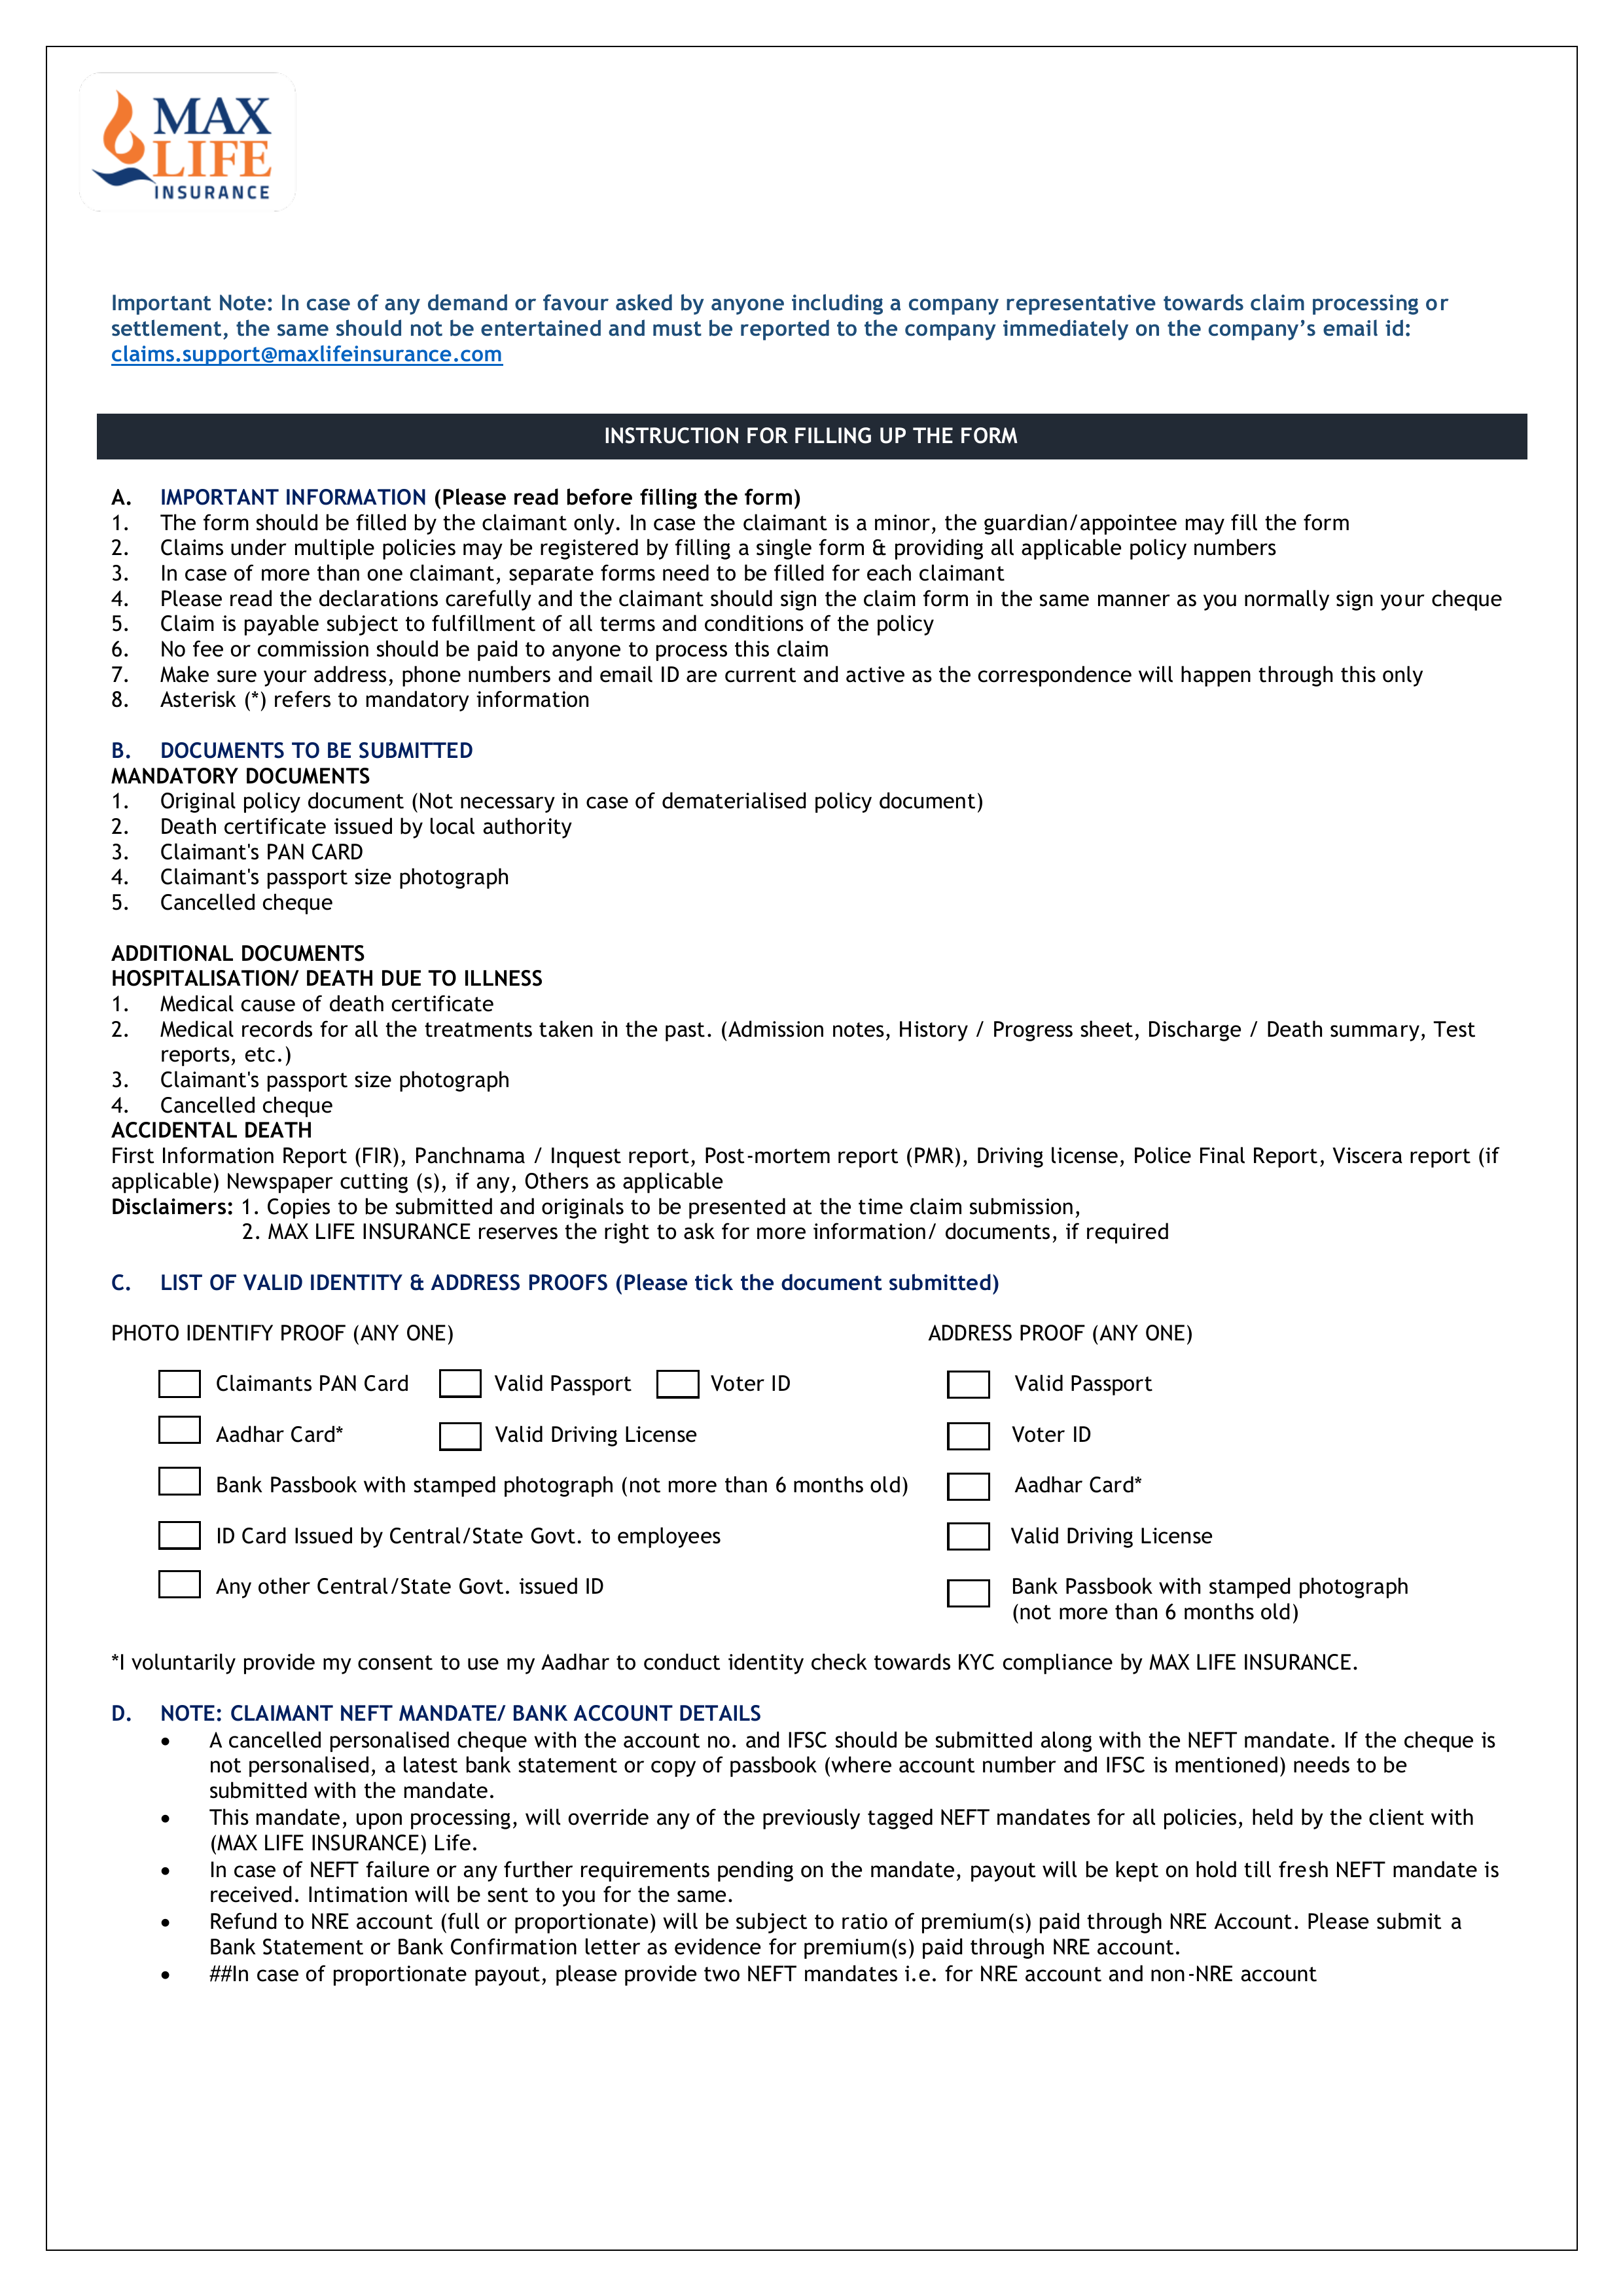 MAX
LIFE
INSURANCE
Important Note: In case of any demand or favour asked by anyone including a company representative towards claim processing or
settlement, the same should not be entertained and must be reported to the company immediately on the company’s email id:
claims.support@maxlifeinsurance.com
INSTRUCTION FOR FILLING UP THE FORM
A. IMPORTANT INFORMATION (Please read before filling the form)
1. The form should be filled by the claimant only. In case the claimant is a minor, the guardian/appointee may fill the form
2. Claims under multiple policies may be registered by filling a single form & providing all applicable policy numbers
3. In case of more than one claimant, separate forms need to be filled for each claimant
4. Please read the declarations carefully and the claimant should sign the claim form in the same manner as you normally sign your cheque
5. Claim is payable subject to fulfillment of all terms and conditions of the policy
6. No fee or commission should be paid to anyone to process this claim
7. Make sure your address, phone numbers and email ID are current and active as the correspondence will happen through this only
8. Asterisk (*) refers to mandatory information
B. DOCUMENTS TO BE SUBMITTED
MANDATORY DOCUMENTS
1. Original policy document (Not necessary in case of dematerialised policy document)
2. Death certificate issued by local authority
3. Claimant's PAN CARD
4. Claimant's passport size photograph
5. Cancelled cheque
ADDITIONAL DOCUMENTS
HOSPITALISATION/ DEATH DUE TO ILLNESS
1. Medical cause of death certificate
2. Medical records for all the treatments taken in the past. (Admission notes, History / Progress sheet, Discharge / Death summary, Test
reports, etc.)
3. Claimant's passport size photograph
4. Cancelled cheque
ACCIDENTAL DEATH
First Information Report (FIR), Panchnama / Inquest report, Post-mortem report (PMR), Driving license, Police Final Report, Viscera report (if
applicable) Newspaper cutting (s), if any, Others as applicable
Disclaimers: 1. Copies to be submitted and originals to be presented at the time claim submission,
2. MAX LIFE INSURANCE reserves the right to ask for more information/ documents, if required
C. LIST OF VALID IDENTITY & ADDRESS PROOFS (Please tick the document submitted)
PHOTO IDENTIFY PROOF (ANY ONE) ADDRESS PROOF (ANY ONE)
Claimants PAN Card Valid Passport Voter ID Valid Passport
Aadhar Card* Valid Driving License Voter ID
Bank Passbook with stamped photograph (not more than 6 months old) Aadhar Card*
ID Card Issued by Central/State Govt. to employees Valid Driving License
Any other Central/State Govt. issued ID Bank Passbook with stamped photograph
(not more than 6 months old)
*I voluntarily provide my consent to use my Aadhar to conduct identity check towards KYC compliance by MAX LIFE INSURANCE.
D. NOTE: CLAIMANT NEFT MANDATE/ BANK ACCOUNT DETAILS
• A cancelled personalised cheque with the account no. and IFSC should be submitted along with the NEFT mandate. If the cheque is
not personalised, a latest bank statement or copy of passbook (where account number and IFSC is mentioned) needs to be
submitted with the mandate.
• This mandate, upon processing, will override any of the previously tagged NEFT mandates for all policies, held by the client with
(MAX LIFE INSURANCE) Life.
• In case of NEFT failure or any further requirements pending on the mandate, payout will be kept on hold till fresh NEFT mandate is
received. Intimation will be sent to you for the same.
• Refund to NRE account (full or proportionate) will be subject to ratio of premium(s) paid through NRE Account. Please submit a
Bank Statement or Bank Confirmation letter as evidence for premium(s) paid through NRE account.
• ##In case of proportionate payout, please provide two NEFT mandates i.e. for NRE account and non-NRE account